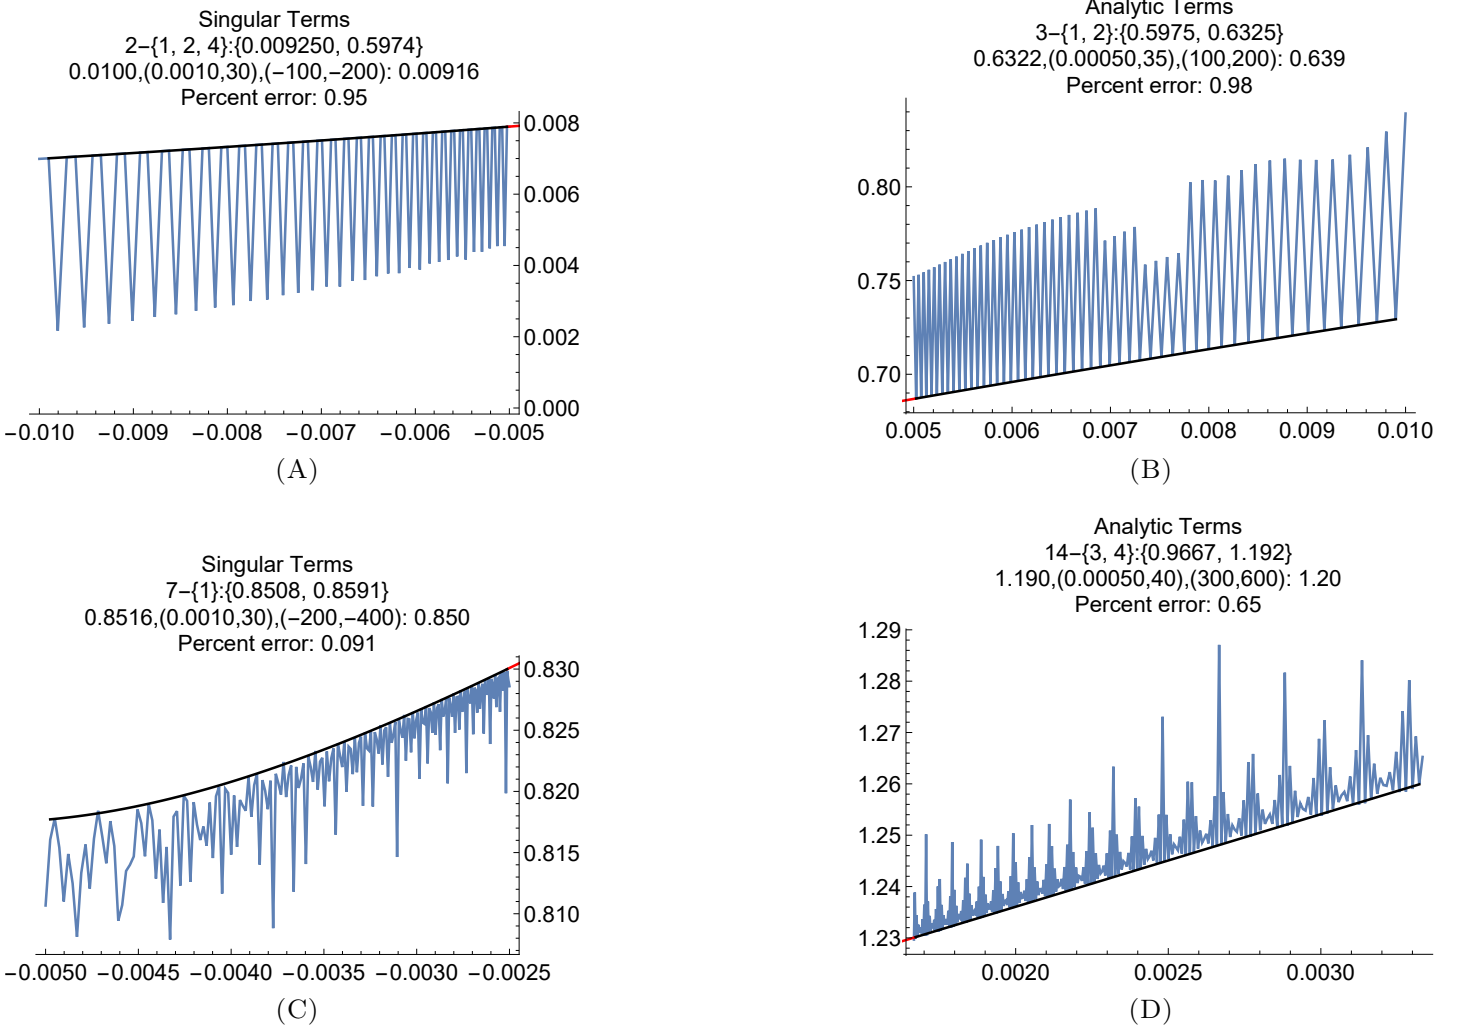 Singular Terms
2−{1, 2, 4}:{0.009250, 0.5974}
0.0100,(0.0010,30),(−100,−200): 0.00916
Percent error: 0.95
0.008
0.006
0.004
0.002
0.000
−0.010 −0.009 −0.008 −0.007 −0.006 −0.005
(A)
Analytic Terms
3−{1, 2}:{0.5975, 0.6325}
0.6322,(0.00050,35),(100,200): 0.639
Percent error: 0.98
0.80
0.75
0.70
0.005 0.006 0.007 0.008 0.009 0.010
(B)
Singular Terms
7−{1}:{0.8508, 0.8591}
0.8516,(0.0010,30),(−200,−400): 0.850
Percent error: 0.091
0.830
0.825
0.820
0.815
0.810
−0.0050 −0.0045 −0.0040 −0.0035 −0.0030 −0.0025
(C)
Analytic Terms
14−{3, 4}:{0.9667, 1.192}
1.190,(0.00050,40),(300,600): 1.20
Percent error: 0.65
1.29
1.28
1.27
1.26
1.25
1.24
1.23
0.0020 0.0025 0.0030
(D)